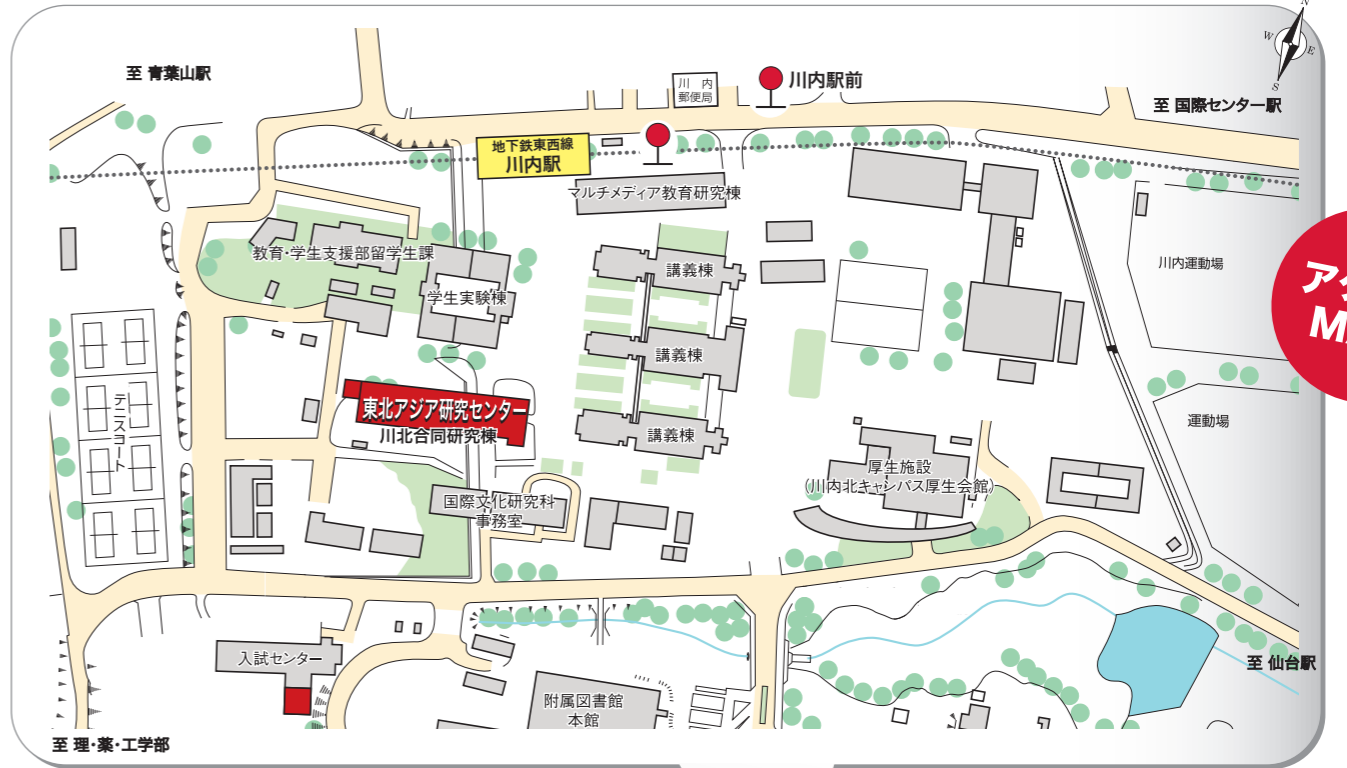 N
W
E
S
至 青葉山駅
川内
郵便局
川内駅前
至 国際センター駅
地下鉄東西線
川内駅
マルチメディア教育研究棟
教育・学生支援部留学生課
講義棟
川内運動場
学生実験棟
講義棟
テニスコート
東北アジア研究センター
川北合同研究棟
講義棟
運動場
厚生施設
(川内北キャンパス厚生会館)
国際文化研究科
事務室
入試センター
附属図書館
本館
至 仙台駅
至 理・薬・工学部